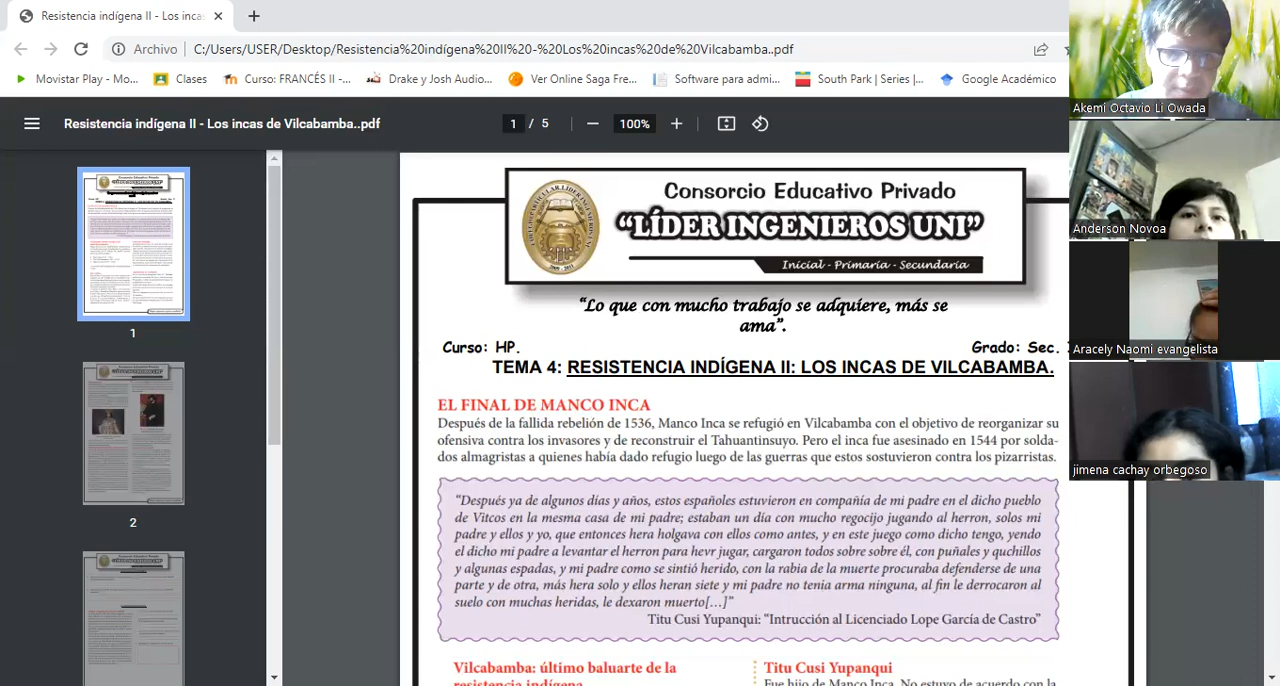 Resistencia indígena II - Los incas
Archivo
C:/Users/USER/Desktop/Resistencia%20indígena%20II%20-%20Los%20incas%20de%20Vilcabamba..pdf
Movistar Play - Mo...
Clases
Curso: FRANCÉS II -...
Drake y Josh Audio...
Ver Online Saga Fre...
Software para admi...
South Park | Series |...
Google Académico
Resistencia indígena II - Los incas de Vilcabamba..pdf
1 / 5
100%
1
2
Consorcio Educativo Privado
“LÍDER INGENIEROS UNI”
Inicial - Primaria - Secundaria
“Lo que con mucho trabajo se adquiere, más se
ama”.
Curso: HP.
Grado: Sec.
TEMA 4: RESISTENCIA INDÍGENA II: LOS INCAS DE VILCABAMBA.
EL FINAL DE MANCO INCA
Después de la fallida rebelión de 1536, Manco Inca se refugió en Vilcabamba con el objetivo de reorganizar su
ofensiva contra los invasores y de reconstruir el Tahuantinsuyo. Pero el inca fue asesinado en 1544 por solda-
dos almagristas a quienes había dado refugio luego de las guerras que estos sostuvieron contra los pizarristas.
“Después ya de algunos días y años, estos españoles estuvieron en compañía de mi padre en el dicho pueblo
de Vitcos en la mesma casa de mi padre; estaban un día con mucho regocijo jugando al herron, solos mi
padre y ellos y yo, que entonces hera holgava con ellos como antes, y en este juego como dicho tengo, yendo
el dicho mi padre a levantar el herron para hevr jugar, cargaron todos sobre sobre él, con puñales y quchillos
y algunas espadas, y mi padre como se sintió herido, con la rabia de la muerte procuraba defenderse de una
parte y de otra, más hera solo y ellos heran siete y mi padre no tenia arma ninguna, al fin le derrocaron al
suelo con muchas heridas, le dexaron muerto[...]”
Titu Cusi Yupanqui: “Intrucción al Licenciado Lope García de Castro”
Vilcabamba: último baluarte de la
resistencia indígena
Titu Cusi Yupanqui
Fue hijo de Manco Inca. No estuvo de acuerdo con la
Akemi Octavio Li Owada
Anderson Novoa
Aracely Naomi evangelista
jimena cachay orbegoso